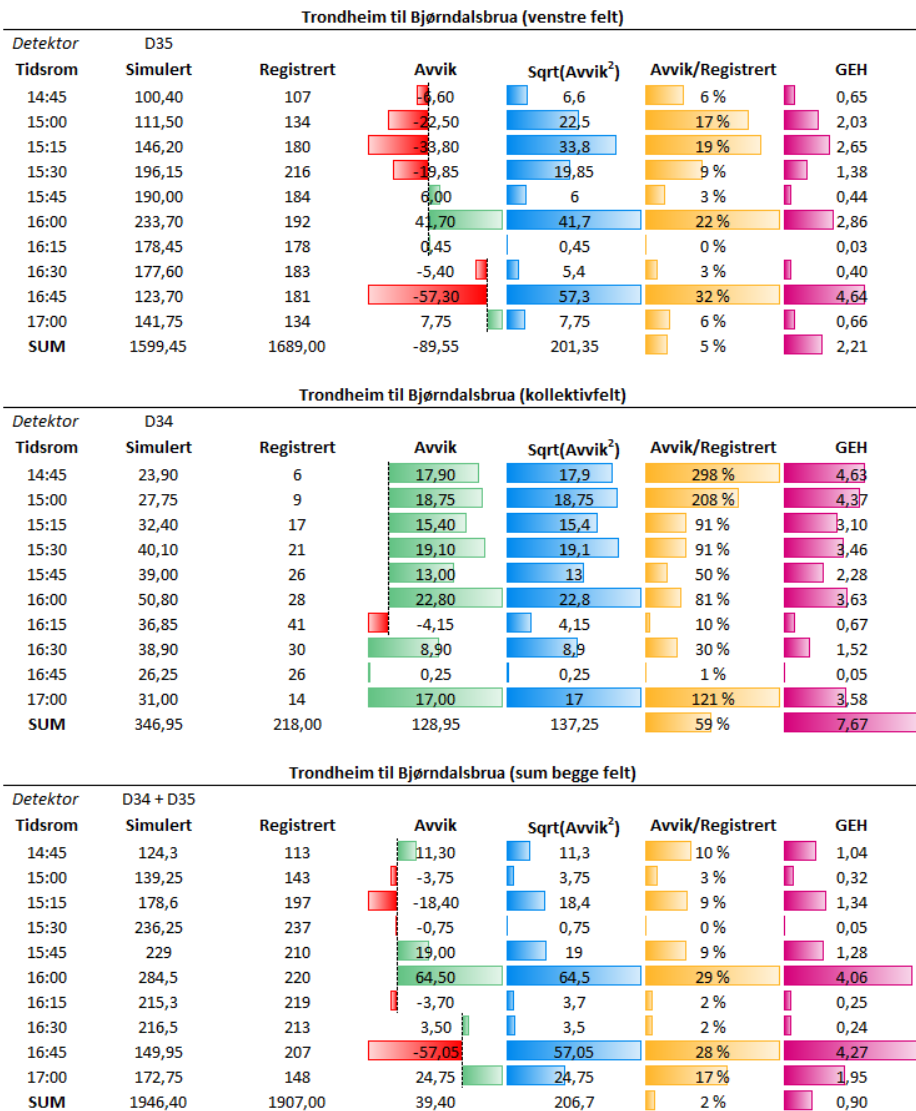 Trondheim til Bjørndalsbrua (venstre felt)
Detektor D35
Tidsrom Simulert Registrert Avvik Sqrt(Avvik²) Avvik/Registrert GEH
14:45 100,40 107 -6,60 6,6 6 % 0,65
15:00 111,50 134 -22,50 22,5 17 % 2,03
15:15 146,20 180 -33,80 33,8 19 % 2,65
15:30 196,15 216 -19,85 19,85 9 % 1,38
15:45 190,00 184 6,00 6 3 % 0,44
16:00 233,70 192 41,70 41,7 22 % 2,86
16:15 178,45 178 0,45 0,45 0 % 0,03
16:30 177,60 183 -5,40 5,4 3 % 0,40
16:45 123,70 181 -57,30 57,3 32 % 4,64
17:00 141,75 134 7,75 7,75 6 % 0,66
SUM 1599,45 1689,00 -89,55 201,35 5 % 2,21
Trondheim til Bjørndalsbrua (kollektivfelt)
Detektor D34
Tidsrom Simulert Registrert Avvik Sqrt(Avvik²) Avvik/Registrert GEH
14:45 23,90 6 17,90 17,9 298 % 4,63
15:00 27,75 9 18,75 18,75 208 % 4,37
15:15 32,40 17 15,40 15,4 91 % 3,10
15:30 40,10 21 19,10 19,1 91 % 3,46
15:45 39,00 26 13,00 13 50 % 2,28
16:00 50,80 28 22,80 22,8 81 % 3,63
16:15 36,85 41 -4,15 4,15 10 % 0,67
16:30 38,90 30 8,90 8,9 30 % 1,52
16:45 26,25 26 0,25 0,25 1 % 0,05
17:00 31,00 14 17,00 17 121 % 3,58
SUM 346,95 218,00 128,95 137,25 59 % 7,67
Trondheim til Bjørndalsbrua (sum begge felt)
Detektor D34 + D35
Tidsrom Simulert Registrert Avvik Sqrt(Avvik²) Avvik/Registrert GEH
14:45 124,3 113 11,30 11,3 10 % 1,04
15:00 139,25 143 -3,75 3,75 3 % 0,32
15:15 178,6 197 -18,40 18,4 9 % 1,34
15:30 236,25 237 -0,75 0,75 0 % 0,05
15:45 229 210 19,00 19 9 % 1,28
16:00 284,5 220 64,50 64,5 29 % 4,06
16:15 215,3 219 -3,70 3,7 2 % 0,25
16:30 216,5 213 3,50 3,5 2 % 0,24
16:45 149,95 207 -57,05 57,05 28 % 4,27
17:00 172,75 148 24,75 24,75 17 % 1,95
SUM 1946,40 1907,00 39,40 206,7 2 % 0,90